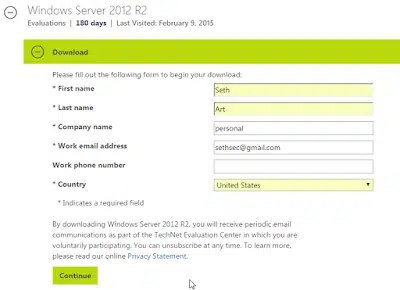 Windows Server 2012 R2
Evaluations | 180 days | Last Visited: February 9, 2015
Download
Please fill out the following form to begin your download:
* First name Seth
* Last name Art
* Company name personal
* Work email address sethsec@gmail.com
Work phone number
* Country United States
* Indicates a required field
By downloading Windows Server 2012 R2, you will receive periodic email
communications as part of the TechNet Evaluation Center in which you are
voluntarily participating. You can unsubscribe at any time. To learn more,
please read our online Privacy Statement.
Continue